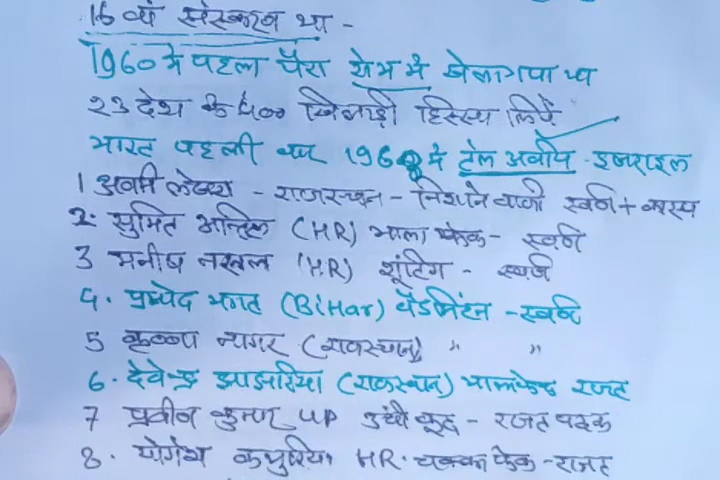 16 वाँ संस्करण था -
1960 मे पहला पैरा रोम मे खेला गया था
23 देश के 400 खिलाड़ी हिस्सा लिये
भारत पहली बार 1968 मे तेल अवीव - इजराइल
1 अवनि लेखरा - राजस्थान - निशाने बाजी स्वर्ण + कास्य
2. सुमित अन्तिल (HR) भाला फेक - स्वर्ण
3 मनीष नरवाल (HR) शूटिंग - स्वर्ण
4. प्रमोद भगत (BiHar) बैडमिंटन - स्वर्ण
5 कृष्णा नागर (राजस्थान) " "
6. देवेन्द्र झाझरिया (राजस्थान) भालाफेक रजत
7 प्रवीण कुमार UP ऊंची कूद - रजत पदक
8. योगेश कथुरिया HR. चक्का फेक - रजत